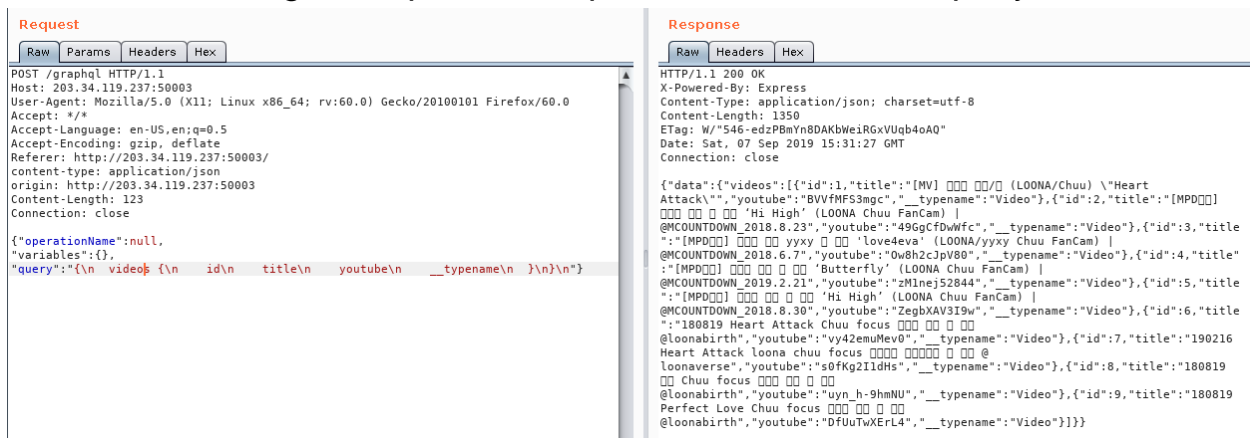 Request
Raw Params Headers Hex
POST /graphql HTTP/1.1
Host: 203.34.119.237:50003
User-Agent: Mozilla/5.0 (X11; Linux x86_64; rv:60.0) Gecko/20100101 Firefox/60.0
Accept: */*
Accept-Language: en-US,en;q=0.5
Accept-Encoding: gzip, deflate
Referer: http://203.34.119.237:50003/
content-type: application/json
origin: http://203.34.119.237:50003
Content-Length: 123
Connection: close
{"operationName":null,
"variables":{},
"query":"{\n  videos {\n    id\n    title\n    youtube\n    __typename\n  }\n}\n"}
Response
Raw Headers Hex
HTTP/1.1 200 OK
X-Powered-By: Express
Content-Type: application/json; charset=utf-8
Content-Length: 1350
ETag: W/"546-edzPBmYn8DAKbWeiRGxVUqb4oAQ"
Date: Sat, 07 Sep 2019 15:31:27 GMT
Connection: close
{"data":{"videos":[{"id":1,"title":"[MV] □□□ □□/□ (LOONA/Chuu) \"Heart
Attack\"","youtube":"BVVfMFS3mgc","__typename":"Video"},{"id":2,"title":"[MPD□□]
□□□ □□ □ □□ ‘Hi High’ (LOONA Chuu FanCam) |
@MCOUNTDOWN_2018.8.23","youtube":"49GgCfDwWfc","__typename":"Video"},{"id":3,"title
":"[MPD□□] □□□ □□ yyxy □ □□ 'love4eva' (LOONA/yyxy Chuu FanCam) |
@MCOUNTDOWN_2018.6.7","youtube":"Ow8h2cJpV80","__typename":"Video"},{"id":4,"title"
:"[MPD□□] □□□ □□ □ □□ ‘Butterfly’ (LOONA Chuu FanCam) |
@MCOUNTDOWN_2019.2.21","youtube":"zM1nej52844","__typename":"Video"},{"id":5,"title
":"[MPD□□] □□□ □□ □ □□ ‘Hi High’ (LOONA Chuu FanCam) |
@MCOUNTDOWN_2018.8.30","youtube":"ZegbXAV3I9w","__typename":"Video"},{"id":6,"title
":"180819 Heart Attack Chuu focus □□□ □□ □ □□
@loonabirth","youtube":"vy42emuMev0","__typename":"Video"},{"id":7,"title":"190216
Heart Attack loona chuu focus □□□□ □□□□□ □ □□ @
loonaverse","youtube":"s0fKg2I1dHs","__typename":"Video"},{"id":8,"title":"180819
□□ Chuu focus □□□ □□ □ □□
@loonabirth","youtube":"uyn_h-9hmNU","__typename":"Video"},{"id":9,"title":"180819
Perfect Love Chuu focus □□□ □□ □ □□
@loonabirth","youtube":"DfUuTwXErL4","__typename":"Video"}]}}